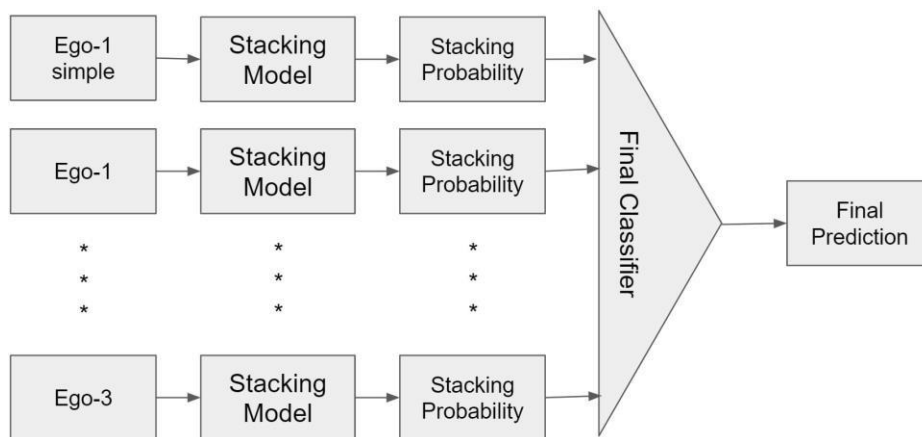 Ego-1
simple
Stacking
Model
Stacking
Probability
Ego-1
Stacking
Model
Stacking
Probability
* * *
* * *
* * *
Ego-3
Stacking
Model
Stacking
Probability
Final Classifier
Final
Prediction